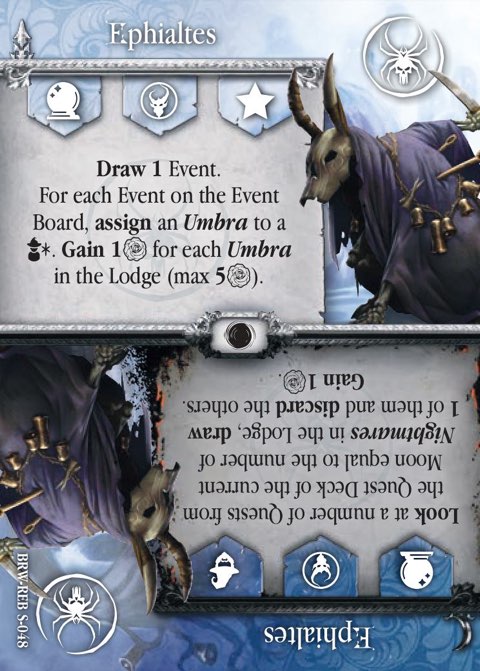 Ephialtes
Draw 1 Event.
For each Event on the Event
Board, assign an Umbra to a
*. Gain 1 for each Umbra
in the Lodge (max 5).
Look at a number of Quests from
the Quest Deck of the current
Moon equal to the number of
Nightmares in the Lodge, draw
1 of them and discard the others.
Gain 1.
Ephialtes
BRW-REB S-048